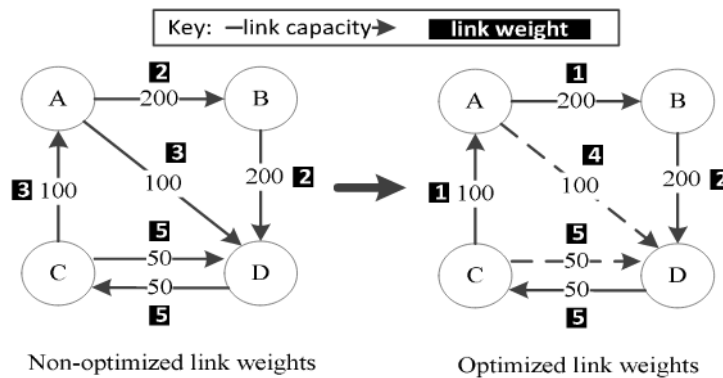 Key: link capacity link weight
2 1
A 200 B A 200 B
3 4
3 100 100 200 2 1 100 100 200 2
5 5
C 50 D C 50 D
50 50
5 5
Non-optimized link weights Optimized link weights